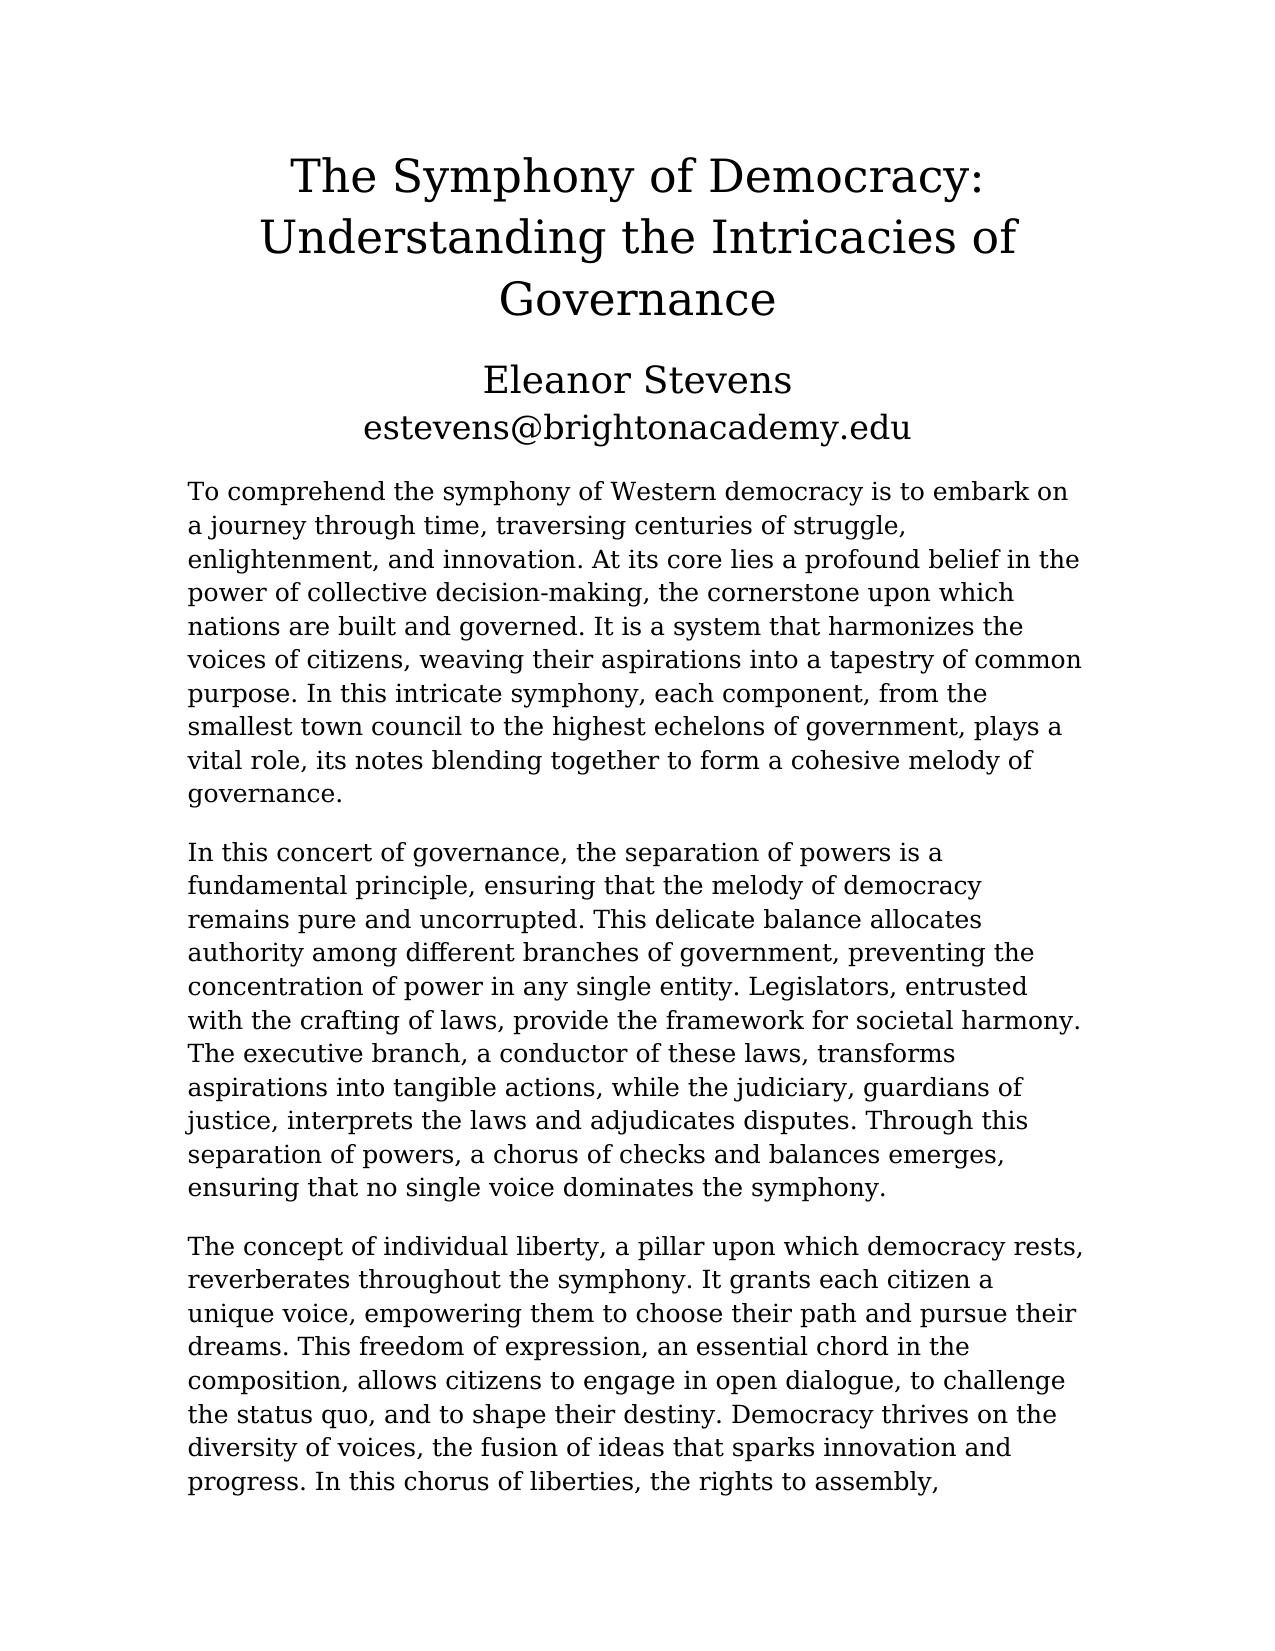 The Symphony of Democracy:
Understanding the Intricacies of
Governance
Eleanor Stevens
estevens@brightonacademy.edu
To comprehend the symphony of Western democracy is to embark on
a journey through time, traversing centuries of struggle,
enlightenment, and innovation. At its core lies a profound belief in the
power of collective decision-making, the cornerstone upon which
nations are built and governed. It is a system that harmonizes the
voices of citizens, weaving their aspirations into a tapestry of common
purpose. In this intricate symphony, each component, from the
smallest town council to the highest echelons of government, plays a
vital role, its notes blending together to form a cohesive melody of
governance.
In this concert of governance, the separation of powers is a
fundamental principle, ensuring that the melody of democracy
remains pure and uncorrupted. This delicate balance allocates
authority among different branches of government, preventing the
concentration of power in any single entity. Legislators, entrusted
with the crafting of laws, provide the framework for societal harmony.
The executive branch, a conductor of these laws, transforms
aspirations into tangible actions, while the judiciary, guardians of
justice, interprets the laws and adjudicates disputes. Through this
separation of powers, a chorus of checks and balances emerges,
ensuring that no single voice dominates the symphony.
The concept of individual liberty, a pillar upon which democracy rests,
reverberates throughout the symphony. It grants each citizen a
unique voice, empowering them to choose their path and pursue their
dreams. This freedom of expression, an essential chord in the
composition, allows citizens to engage in open dialogue, to challenge
the status quo, and to shape their destiny. Democracy thrives on the
diversity of voices, the fusion of ideas that sparks innovation and
progress. In this chorus of liberties, the rights to assembly,